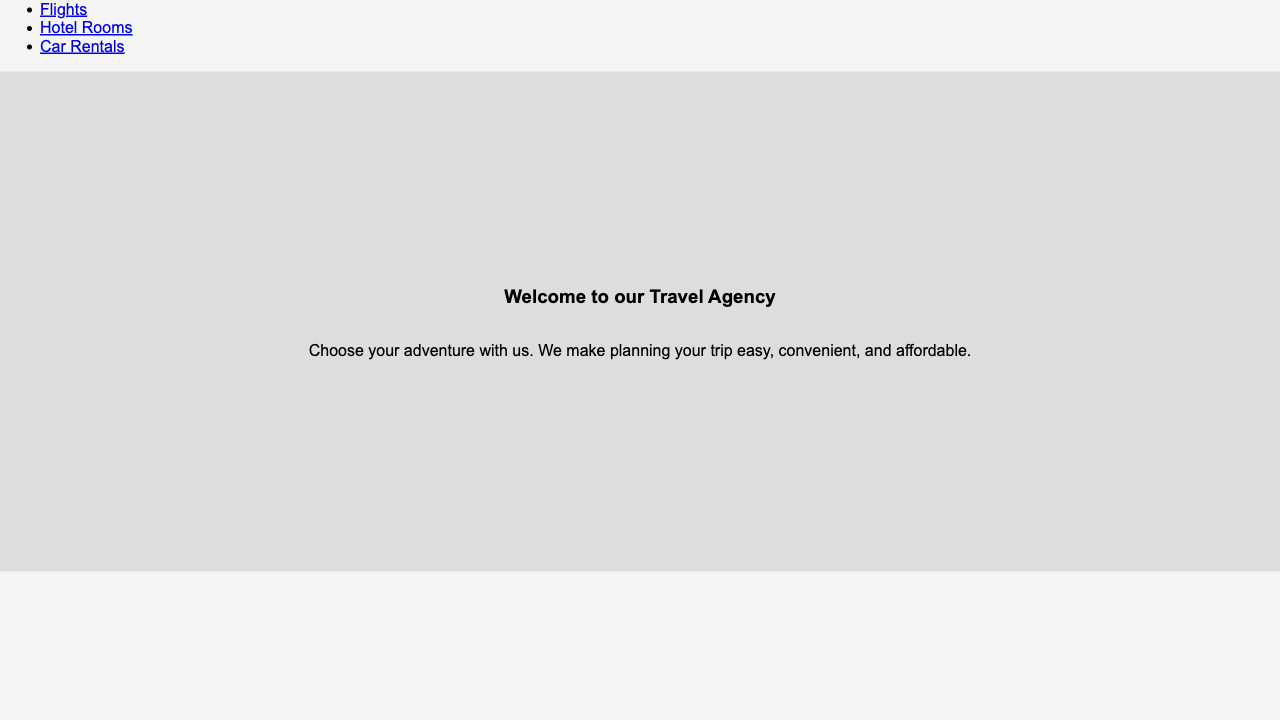 Flights
Hotel Rooms
Car Rentals
Welcome to our Travel Agency
Choose your adventure with us. We make planning your trip easy, convenient, and affordable.